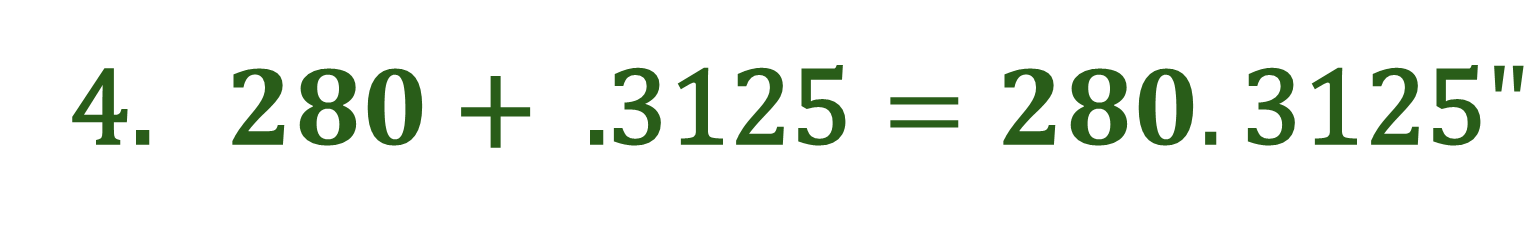 4. 280 + .3125 = 280. 3125"